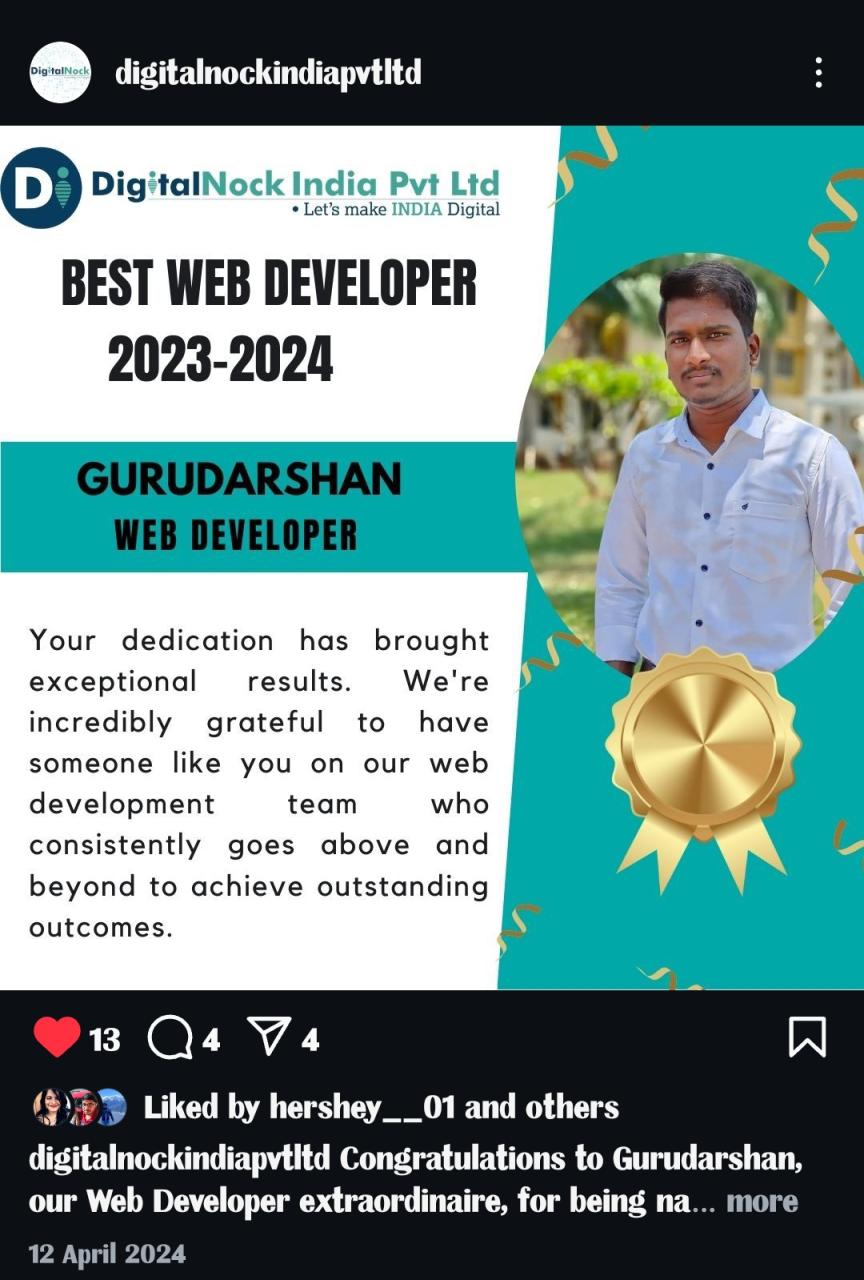 DigitalNock
digitalnockindiapvtltd
Di
DigitalNock India Pvt Ltd
• Let's make INDIA Digital
BEST WEB DEVELOPER
2023-2024
GURUDARSHAN
WEB DEVELOPER
Your dedication has brought
exceptional results. We're
incredibly grateful to have
someone like you on our web
development team who
consistently goes above and
beyond to achieve outstanding
outcomes.
13 4 4
Liked by hershey__01 and others
digitalnockindiapvtltd Congratulations to Gurudarshan,
our Web Developer extraordinaire, for being na... more
12 April 2024